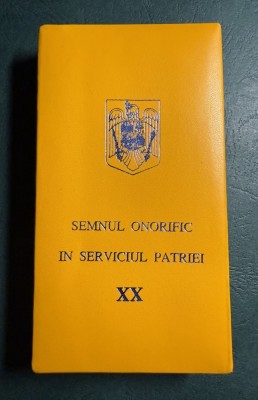 SEMNUL ONORIFIC
IN SERVICIUL PATRIEI
XX